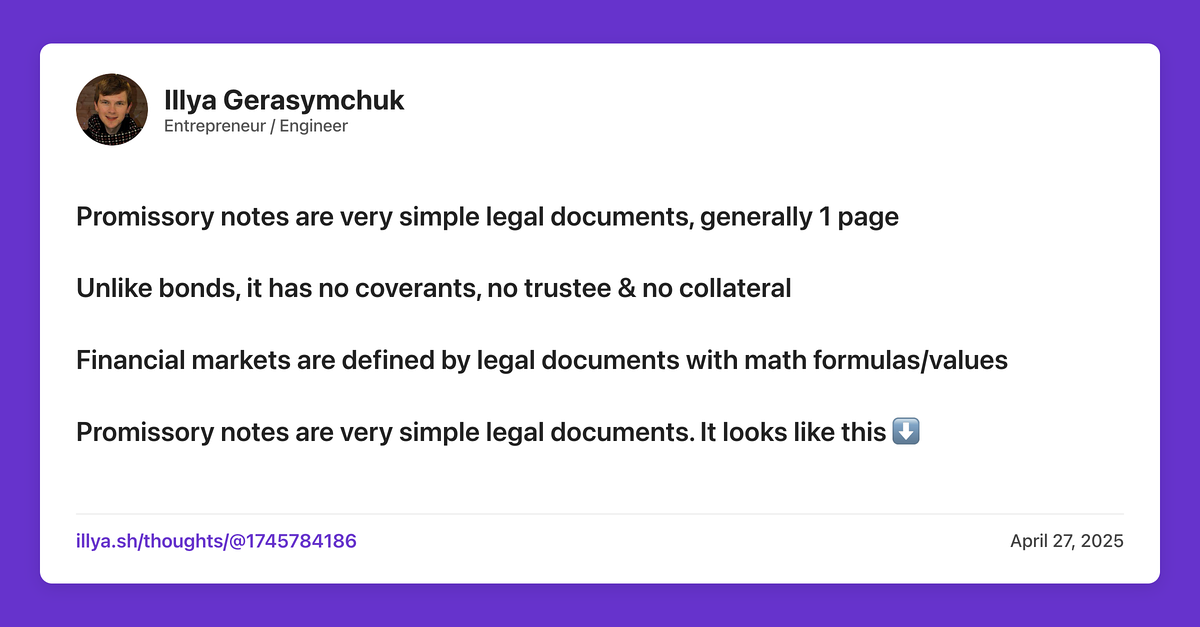 Illya Gerasymchuk
Entrepreneur / Engineer
Promissory notes are very simple legal documents, generally 1 page
Unlike bonds, it has no coverants, no trustee & no collateral
Financial markets are defined by legal documents with math formulas/values
Promissory notes are very simple legal documents. It looks like this ⬇️
illya.sh/thoughts/@1745784186
April 27, 2025